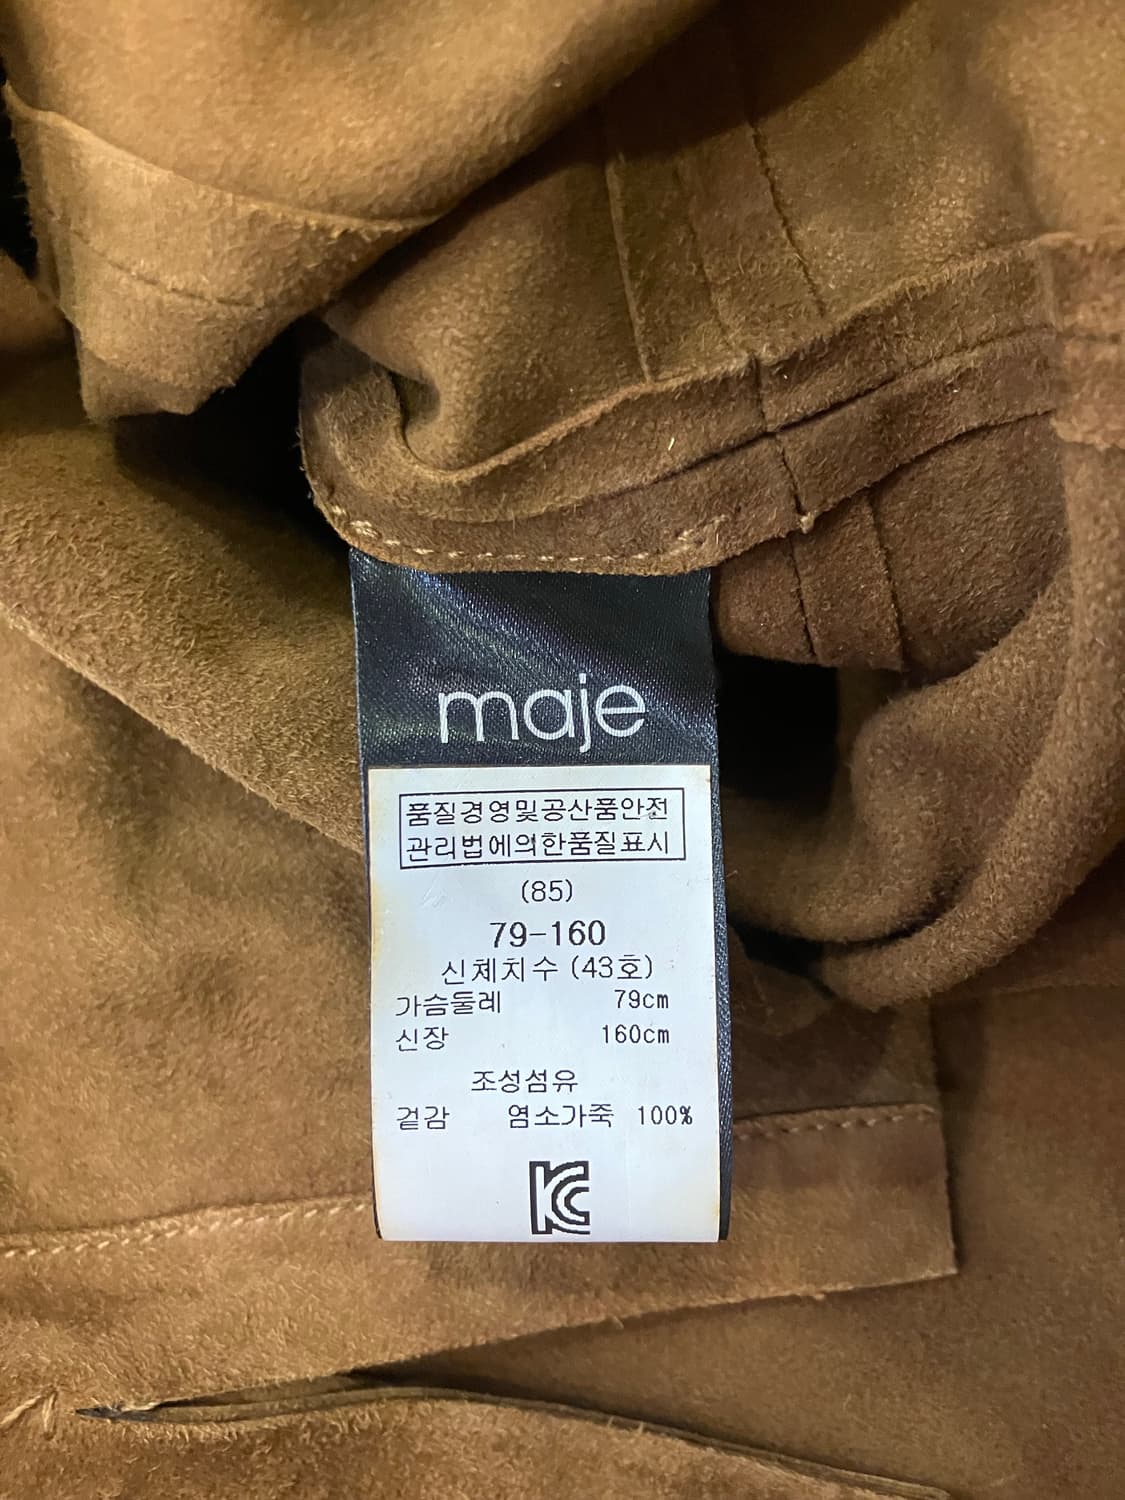 maje
품질경영및공산품안전
관리법에의한품질표시
(85)
79-160
신체치수 (43호)
가슴둘레 79cm
신장 160cm
조성섬유
겉감 염소가죽 100%
KC